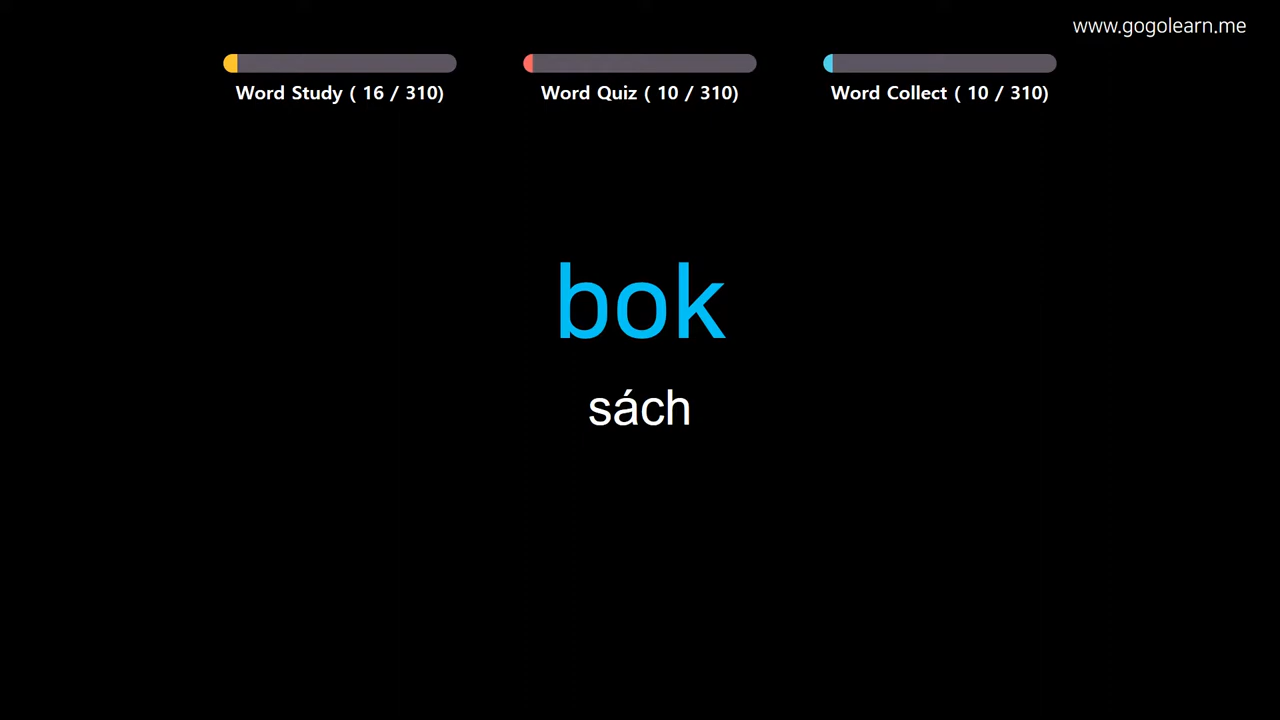 www.gogolearn.me
Word Study ( 16 / 310)
Word Quiz ( 10 / 310)
Word Collect ( 10 / 310)
bok
sách